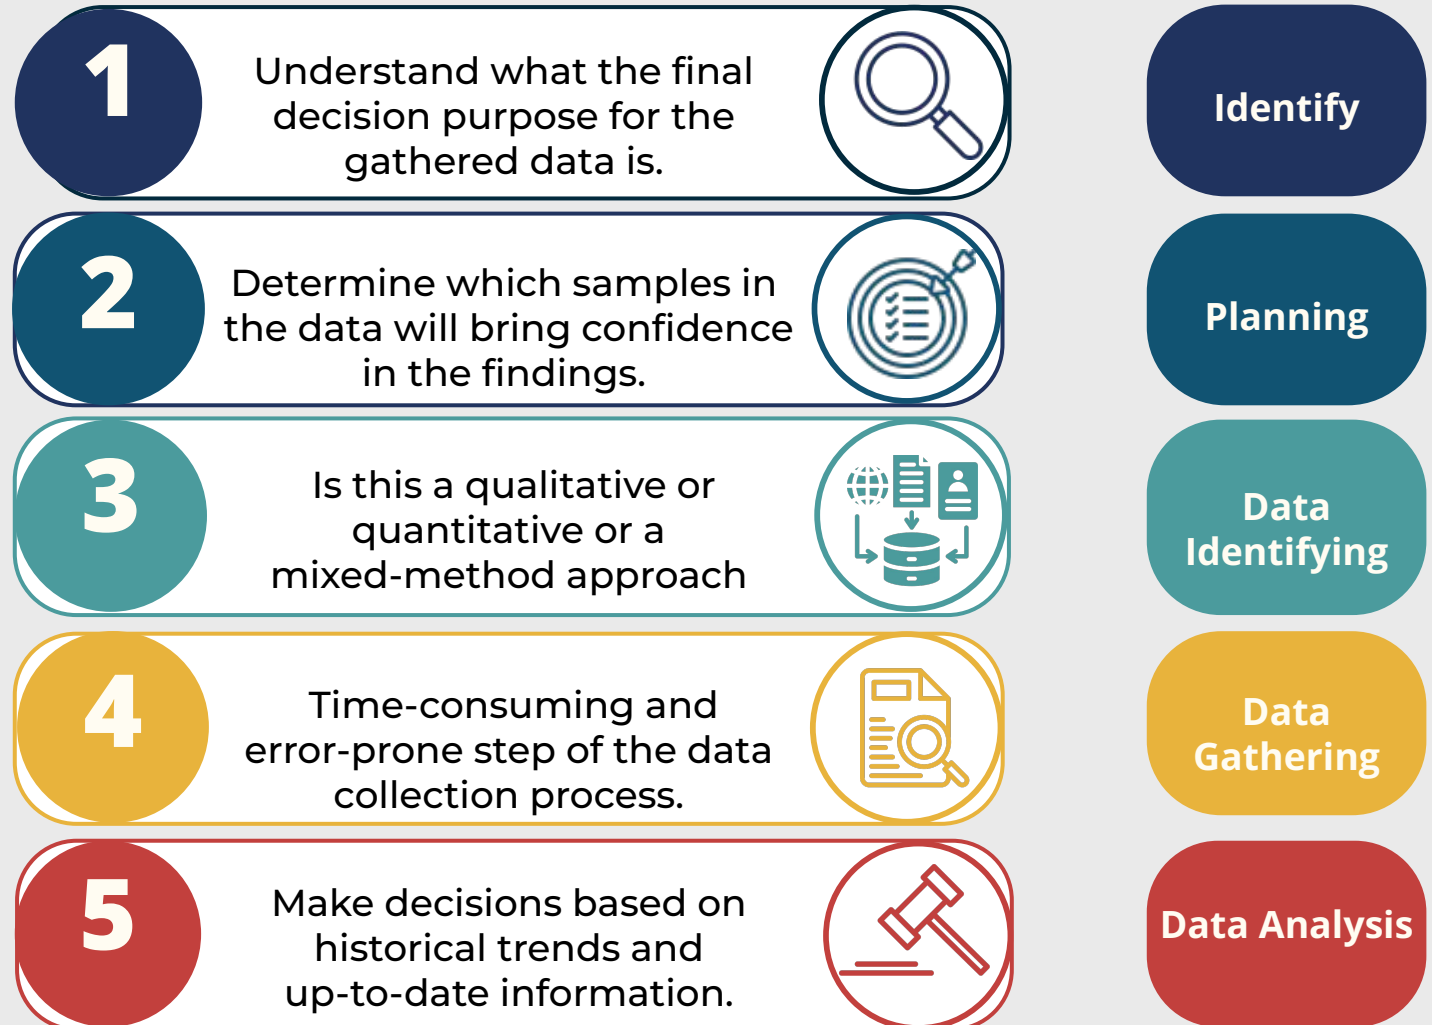 1
Understand what the final
decision purpose for the
gathered data is.
Identify
2
Determine which samples in
the data will bring confidence
in the findings.
Planning
3
Is this a qualitative or
quantitative or a
mixed-method approach
Data
Identifying
4
Time-consuming and
error-prone step of the data
collection process.
Data
Gathering
5
Make decisions based on
historical trends and
up-to-date information.
Data Analysis